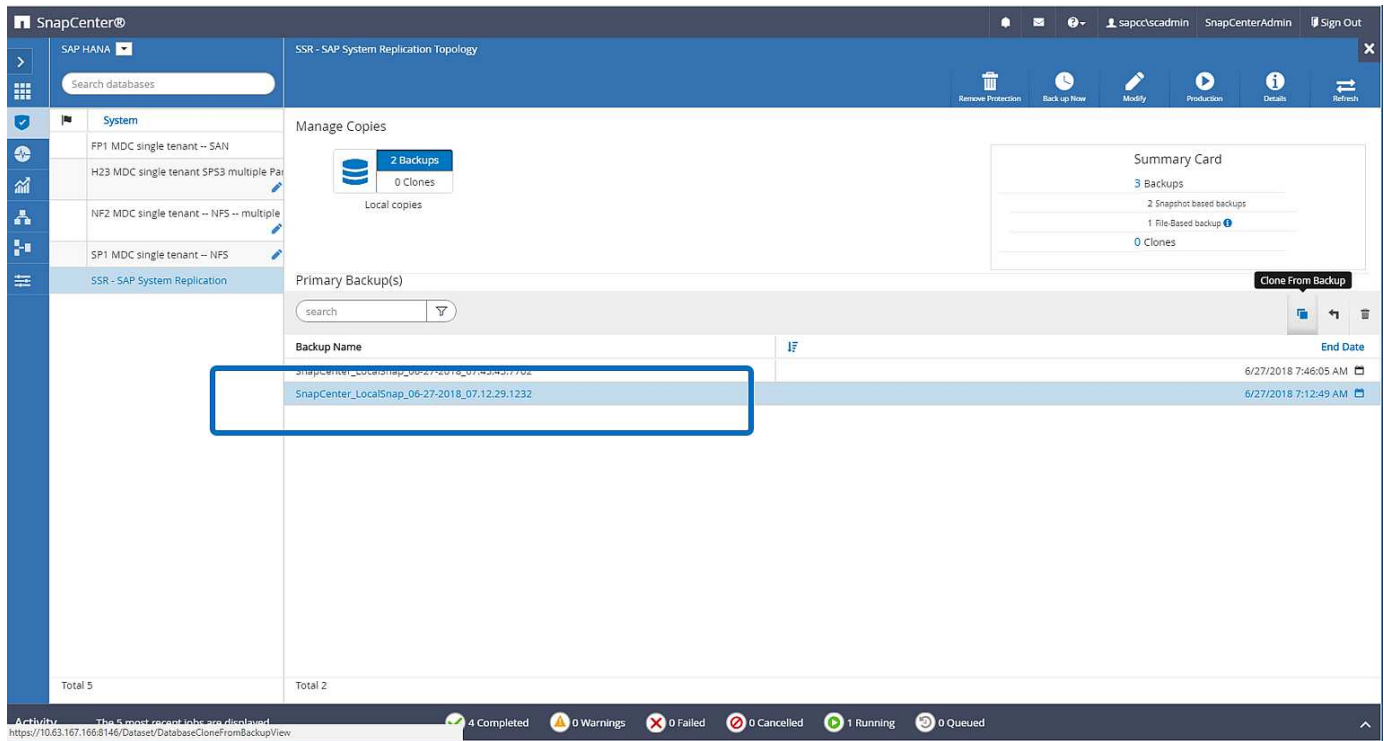 SnapCenter®
sapcc\scadmin SnapCenterAdmin Sign Out
SAP HANA
SSR - SAP System Replication Topology
Search databases
Remove Protection
Back up Now
Modify
Production
Details
Refresh
System
FP1 MDC single tenant -- SAN
H23 MDC single tenant SPS3 multiple Par
NF2 MDC single tenant -- NFS -- multiple
SP1 MDC single tenant -- NFS
SSR - SAP System Replication
Total 5
Manage Copies
2 Backups
0 Clones
Local copies
Summary Card
3 Backups
2 Snapshot based backups
1 File-Based backup
0 Clones
Primary Backup(s)
Clone From Backup
search
Backup Name End Date
6/27/2018 7:46:05 AM
SnapCenter_LocalSnap_06-27-2018_07.12.29.1232 6/27/2018 7:12:49 AM
Total 2
Activity The 5 most recent jobs are displayed 4 Completed 0 Warnings 0 Failed 0 Cancelled 1 Running 0 Queued
https://10.63.167.166:8146/Dataset/DatabaseCloneFromBackupView